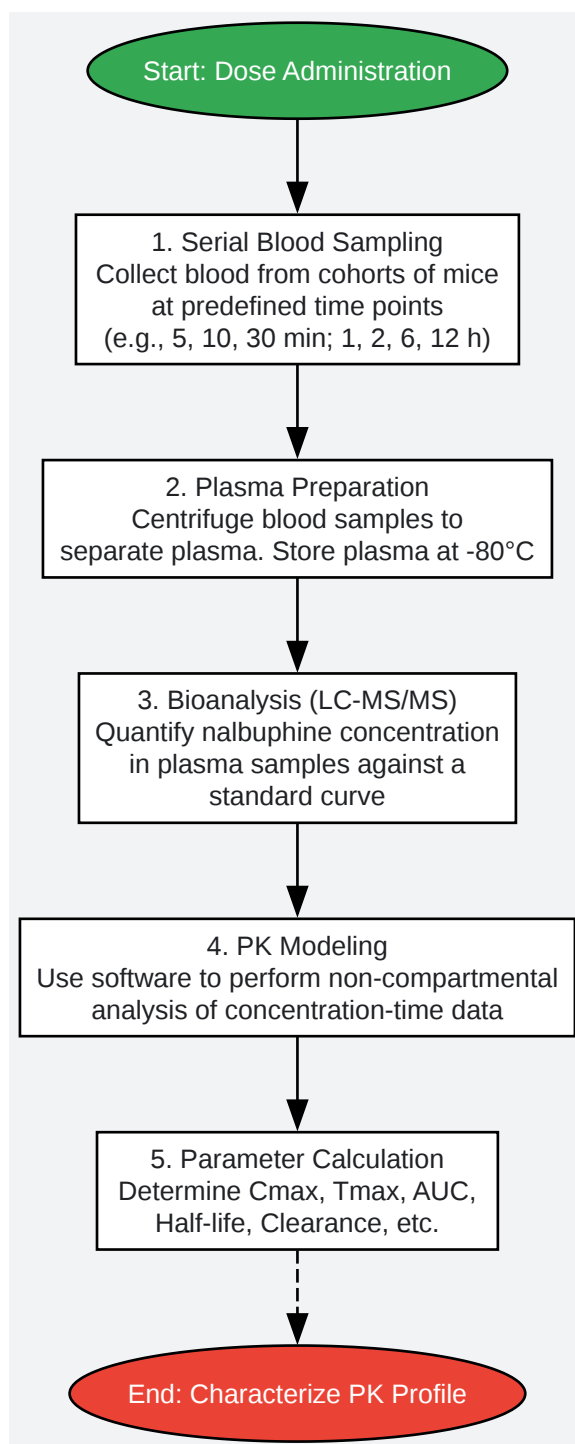 Start: Dose Administration
1. Serial Blood Sampling
Collect blood from cohorts of mice
at predefined time points
(e.g., 5, 10, 30 min; 1, 2, 6, 12 h)
2. Plasma Preparation
Centrifuge blood samples to
separate plasma. Store plasma at -80°C
3. Bioanalysis (LC-MS/MS)
Quantify nalbuphine concentration
in plasma samples against a
standard curve
4. PK Modeling
Use software to perform non-compartmental
analysis of concentration-time data
5. Parameter Calculation
Determine Cmax, Tmax, AUC,
Half-life, Clearance, etc.
End: Characterize PK Profile